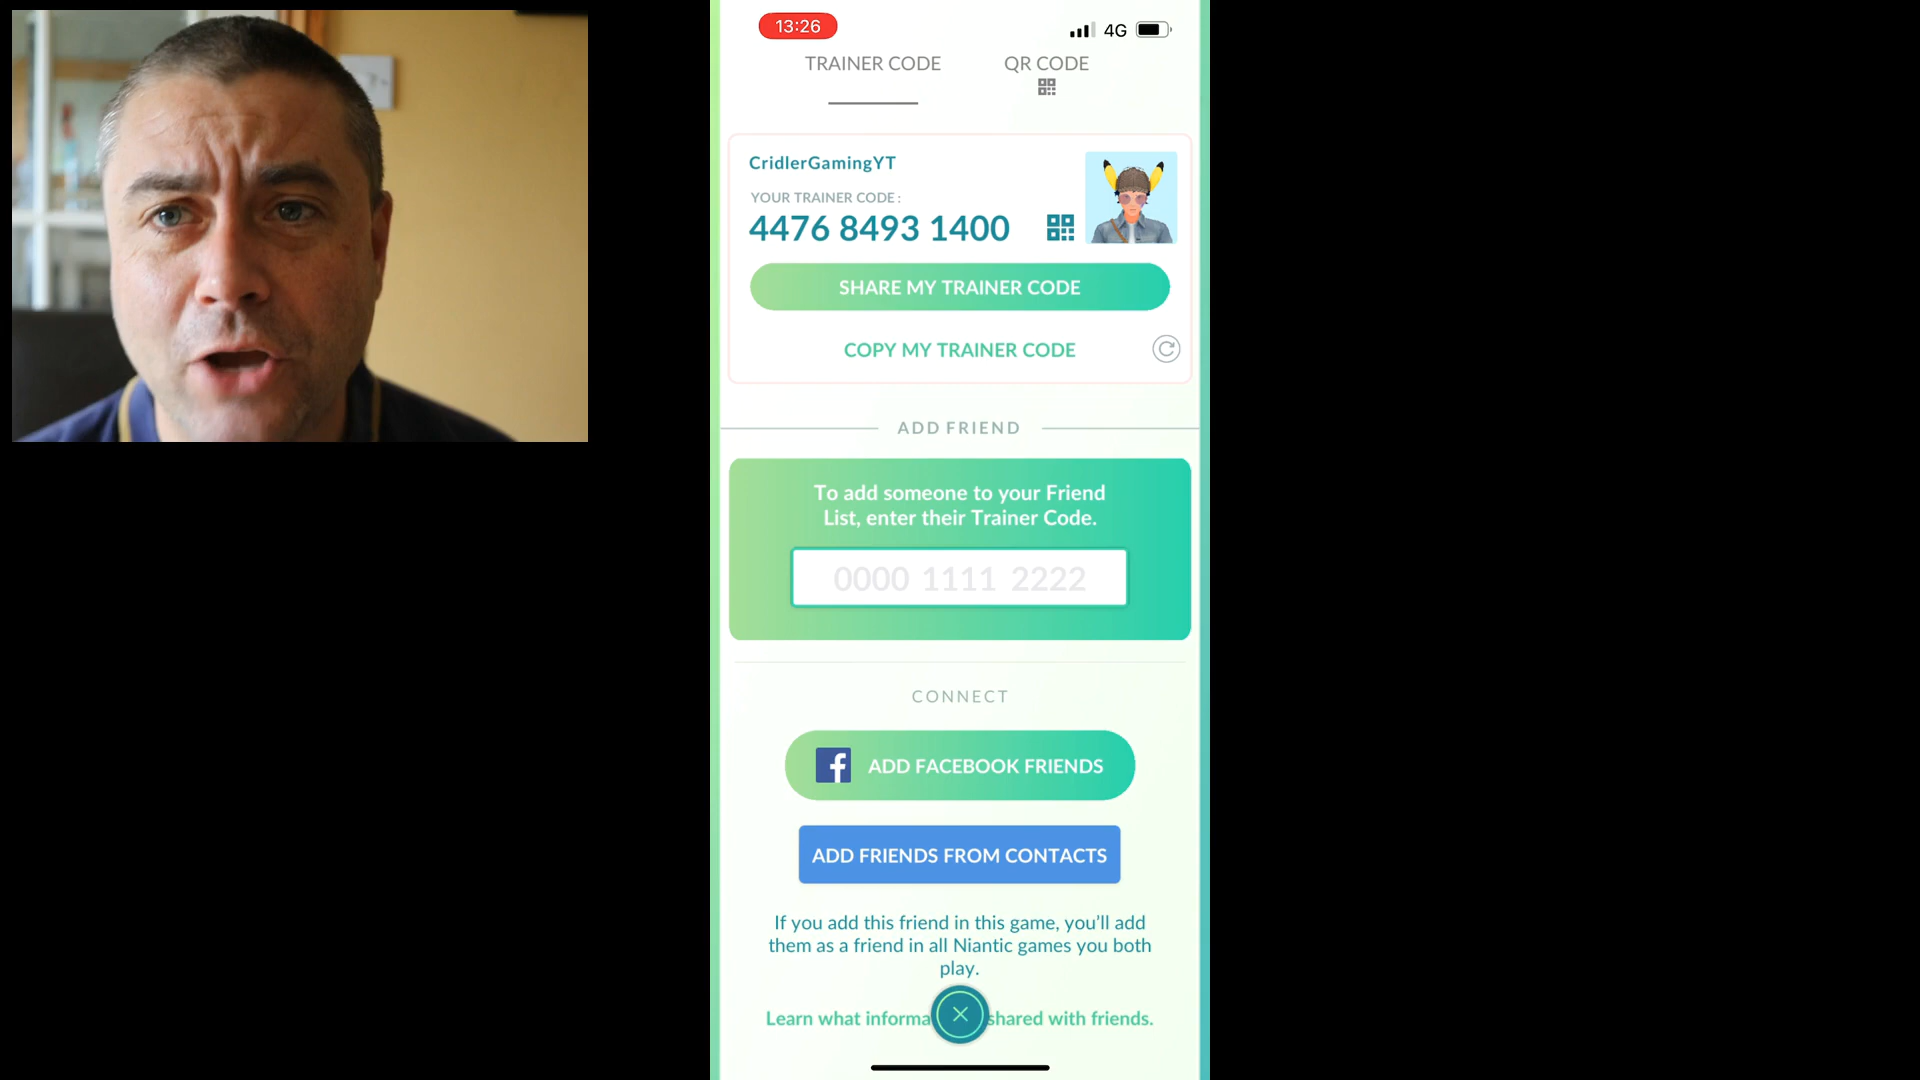 13:26
4G
TRAINER CODE
QR CODE
CridlerGamingYT
YOUR TRAINER CODE :
4476 8493 1400
SHARE MY TRAINER CODE
COPY MY TRAINER CODE
ADD FRIEND
To add someone to your Friend
List, enter their Trainer Code.
0000 1111 2222
CONNECT
f ADD FACEBOOK FRIENDS
ADD FRIENDS FROM CONTACTS
If you add this friend in this game, you'll add
them as a friend in all Niantic games you both
play.
Learn what informa shared with friends.